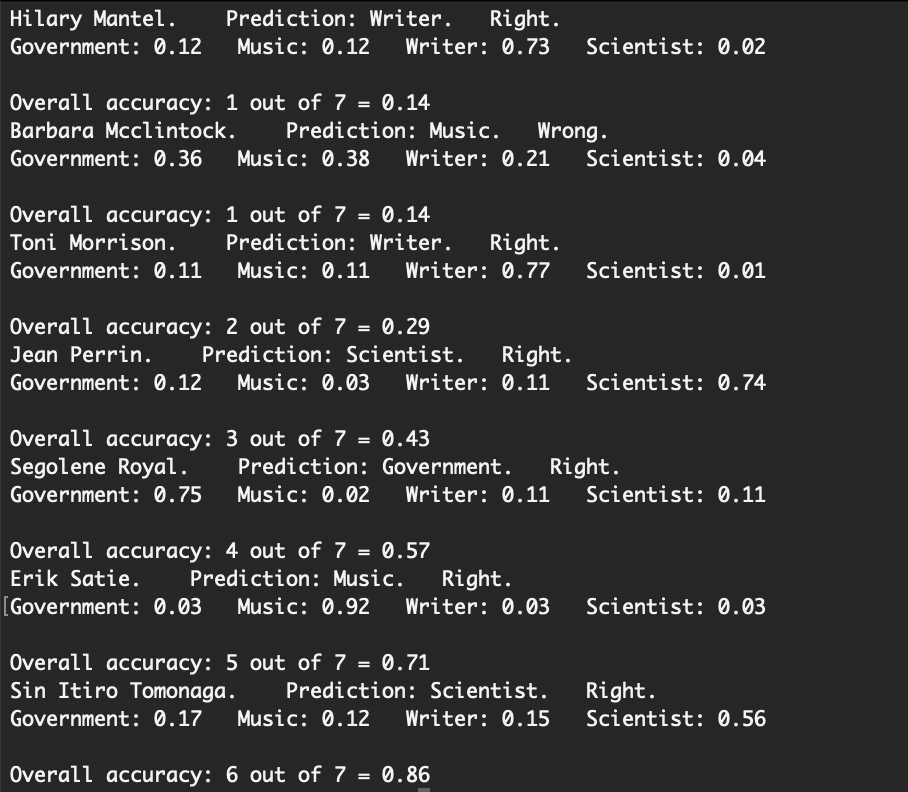 Hilary Mantel.    Prediction: Writer.   Right.
Government: 0.12   Music: 0.12   Writer: 0.73   Scientist: 0.02
Overall accuracy: 1 out of 7 = 0.14
Barbara Mcclintock.    Prediction: Music.   Wrong.
Government: 0.36   Music: 0.38   Writer: 0.21   Scientist: 0.04
Overall accuracy: 1 out of 7 = 0.14
Toni Morrison.    Prediction: Writer.   Right.
Government: 0.11   Music: 0.11   Writer: 0.77   Scientist: 0.01
Overall accuracy: 2 out of 7 = 0.29
Jean Perrin.    Prediction: Scientist.   Right.
Government: 0.12   Music: 0.03   Writer: 0.11   Scientist: 0.74
Overall accuracy: 3 out of 7 = 0.43
Segolene Royal.    Prediction: Government.   Right.
Government: 0.75   Music: 0.02   Writer: 0.11   Scientist: 0.11
Overall accuracy: 4 out of 7 = 0.57
Erik Satie.    Prediction: Music.   Right.
[Government: 0.03   Music: 0.92   Writer: 0.03   Scientist: 0.03
Overall accuracy: 5 out of 7 = 0.71
Sin Itiro Tomonaga.    Prediction: Scientist.   Right.
Government: 0.17   Music: 0.12   Writer: 0.15   Scientist: 0.56
Overall accuracy: 6 out of 7 = 0.86